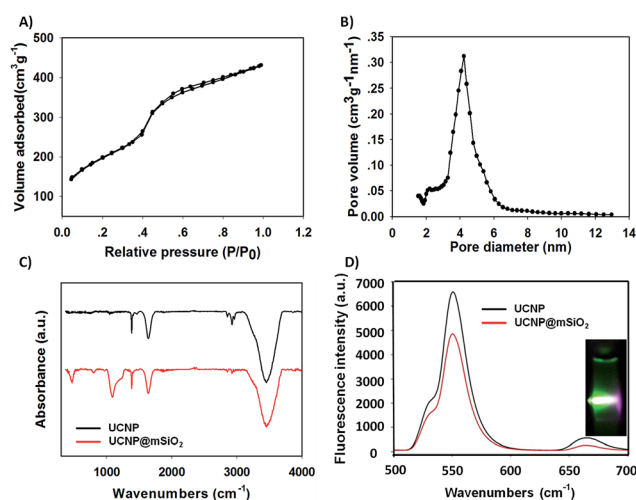 A)
Volume adsorbed(cm³g⁻¹)
500
400
300
200
100
0.0 0.2 0.4 0.6 0.8 1.0 1.2
Relative pressure (P/P₀)
B)
Pore volume (cm3g⁻¹nm⁻¹)
.35
.30
.25
.20
.15
.10
.05
0.00
0 2 4 6 8 10 12 14
Pore diameter (nm)
C)
Absorbance (a.u.)
UCNP
UCNP@mSiO₂
1000 2000 3000 4000
Wavenumbers (cm⁻¹)
D)
Fluorescence intensity (a.u.)
7000
6000
5000
4000
3000
2000
1000
0
UCNP
UCNP@mSiO₂
500 550 600 650 700
Wavenumbers (cm⁻¹)